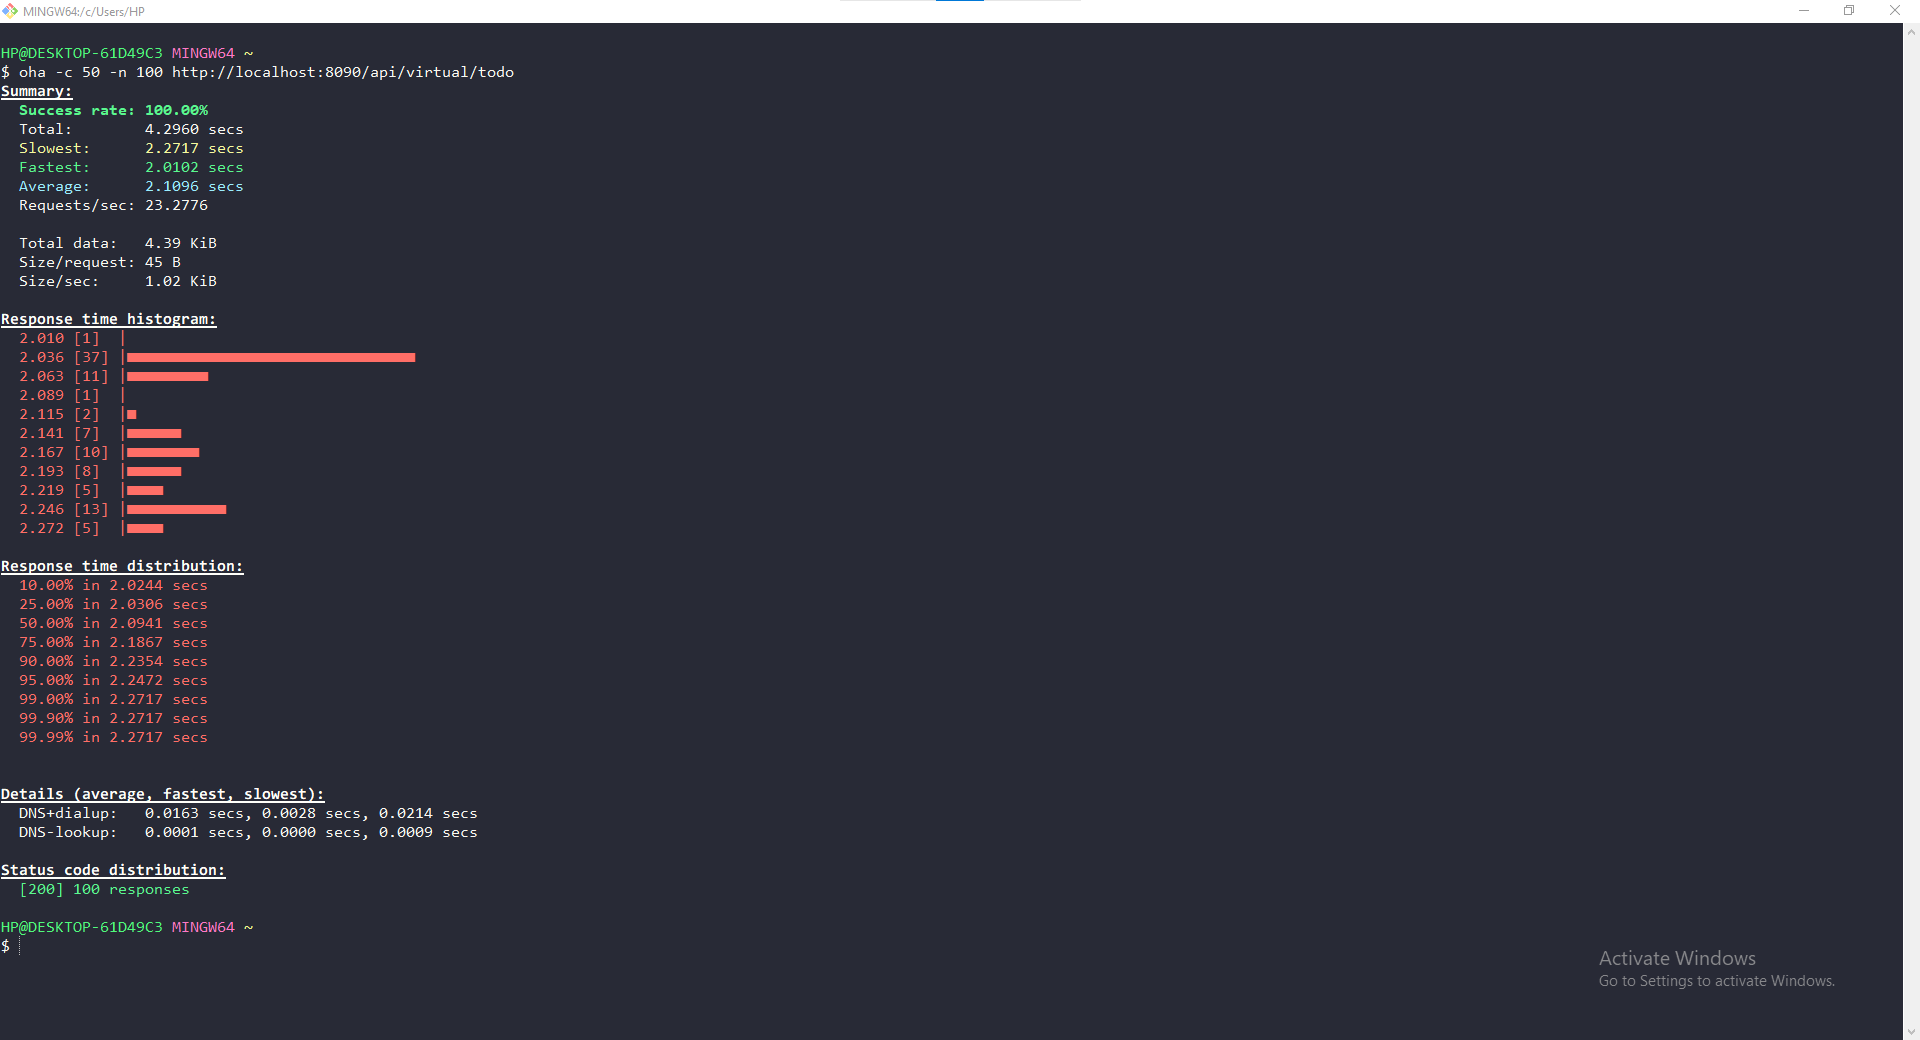 MINGW64:/c/Users/HP
HP@DESKTOP-61D49C3 MINGW64 ~
$ oha -c 50 -n 100 http://localhost:8090/api/virtual/todo
Summary:
  Success rate: 100.00%
  Total:        4.2960 secs
  Slowest:      2.2717 secs
  Fastest:      2.0102 secs
  Average:      2.1096 secs
  Requests/sec: 23.2776
  Total data:   4.39 KiB
  Size/request: 45 B
  Size/sec:     1.02 KiB
Response time histogram:
  2.010 [1]  |
  2.036 [37] |■■■■■■■■■■■■■■■■■■■■■■■■■■■■■■■■
  2.063 [11] |■■■■■■■■■
  2.089 [1]  |
  2.115 [2]  |■
  2.141 [7]  |■■■■■■
  2.167 [10] |■■■■■■■■
  2.193 [8]  |■■■■■■
  2.219 [5]  |■■■■
  2.246 [13] |■■■■■■■■■■■
  2.272 [5]  |■■■■
Response time distribution:
  10.00% in 2.0244 secs
  25.00% in 2.0306 secs
  50.00% in 2.0941 secs
  75.00% in 2.1867 secs
  90.00% in 2.2354 secs
  95.00% in 2.2472 secs
  99.00% in 2.2717 secs
  99.90% in 2.2717 secs
  99.99% in 2.2717 secs
Details (average, fastest, slowest):
  DNS+dialup:   0.0163 secs, 0.0028 secs, 0.0214 secs
  DNS-lookup:   0.0001 secs, 0.0000 secs, 0.0009 secs
Status code distribution:
  [200] 100 responses
HP@DESKTOP-61D49C3 MINGW64 ~
$
Activate Windows
Go to Settings to activate Windows.